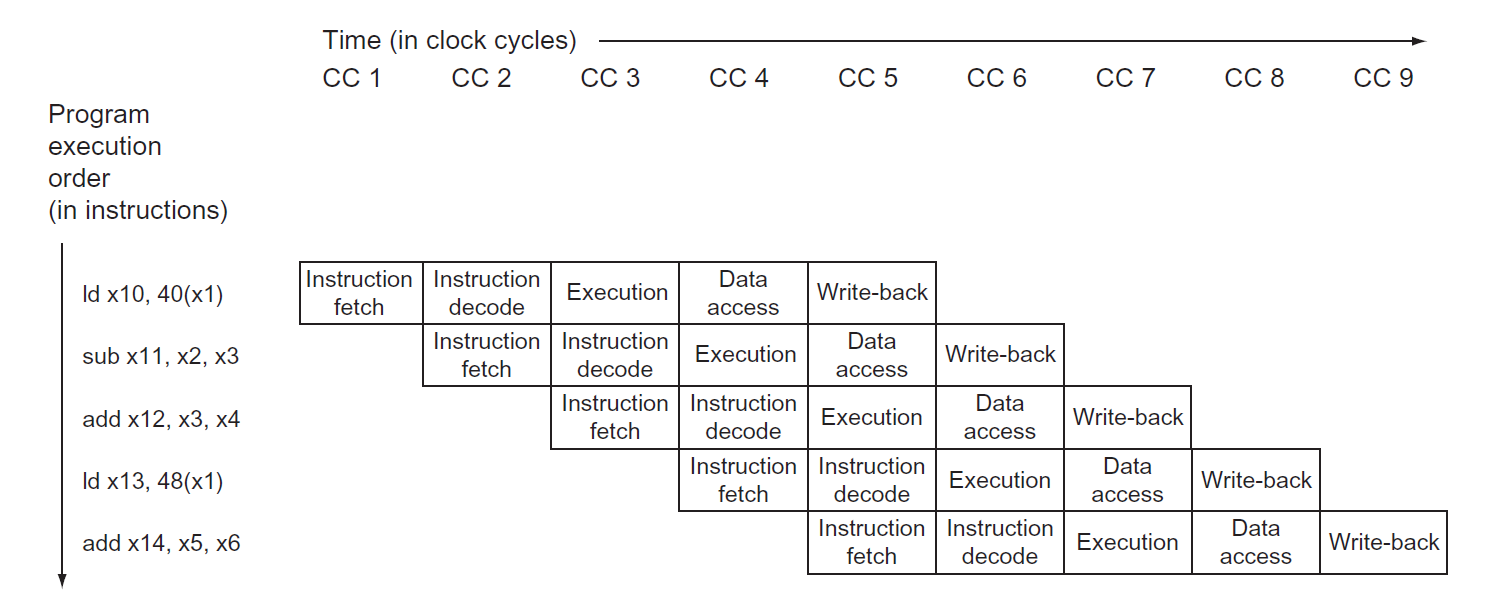 Time (in clock cycles)
CC 1 CC 2 CC 3 CC 4 CC 5 CC 6 CC 7 CC 8 CC 9
Program
execution
order
(in instructions)
ld x10, 40(x1)
Instruction
fetch
Instruction
decode
Execution
Data
access
Write-back
sub x11, x2, x3
Instruction
fetch
Instruction
decode
Execution
Data
access
Write-back
add x12, x3, x4
Instruction
fetch
Instruction
decode
Execution
Data
access
Write-back
ld x13, 48(x1)
Instruction
fetch
Instruction
decode
Execution
Data
access
Write-back
add x14, x5, x6
Instruction
fetch
Instruction
decode
Execution
Data
access
Write-back